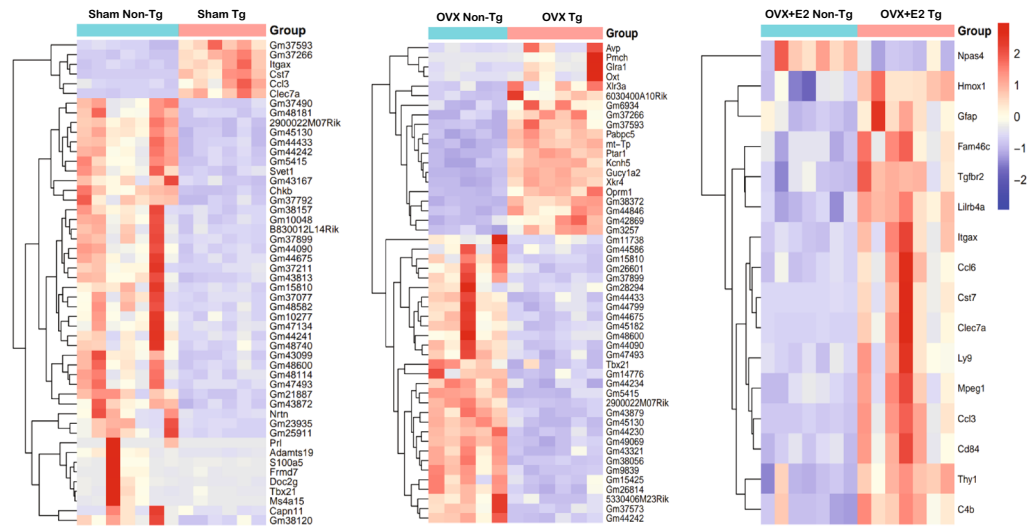 Sham Non-Tg
Sham Tg
Group
Gm37593
Gm37266
Itgax
Cst7
Ccl3
Clec7a
Gm37490
Gm48181
2900022M07Rik
Gm45130
Gm44433
Gm44242
Gm5415
Svet1
Gm43167
Chkb
Gm37792
Gm38157
Gm10048
B830012L14Rik
Gm37899
Gm44090
Gm44675
Gm37211
Gm43813
Gm15810
Gm37077
Gm48582
Gm10277
Gm47134
Gm44241
Gm48740
Gm43099
Gm48600
Gm48114
Gm47493
Gm21887
Gm43872
Nrtn
Gm23935
Gm25911
Prl
Adamts19
S100a5
Frmd7
Doc2g
Tbx21
Ms4a15
Capn11
Gm38120
OVX Non-Tg
OVX Tg
Group
Avp
Pmch
Glra1
Oxt
Xlr3a
6030400A10Rik
Gm6934
Gm37266
Gm37593
Pabpc5
mt-Tp
Ptar1
Kcnh5
Gucy1a2
Xkr4
Oprm1
Gm38372
Gm44846
Gm42869
Gm3257
Gm11738
Gm44586
Gm15810
Gm26601
Gm37899
Gm28294
Gm44433
Gm44799
Gm44675
Gm45182
Gm48600
Gm44090
Gm47493
Tbx21
Gm14776
Gm44234
Gm5415
2900022M07Rik
Gm43879
Gm45130
Gm44230
Gm49069
Gm43321
Gm38056
Gm9839
Gm15425
Gm26814
5330406M23Rik
Gm37573
Gm44242
OVX+E2 Non-Tg
OVX+E2 Tg
Group
Npas4
Hmox1
Gfap
Fam46c
Tgfbr2
Lilrb4a
Itgax
Ccl6
Cst7
Clec7a
Ly9
Mpeg1
Ccl3
Cd84
Thy1
C4b
2
1
0
−1
−2